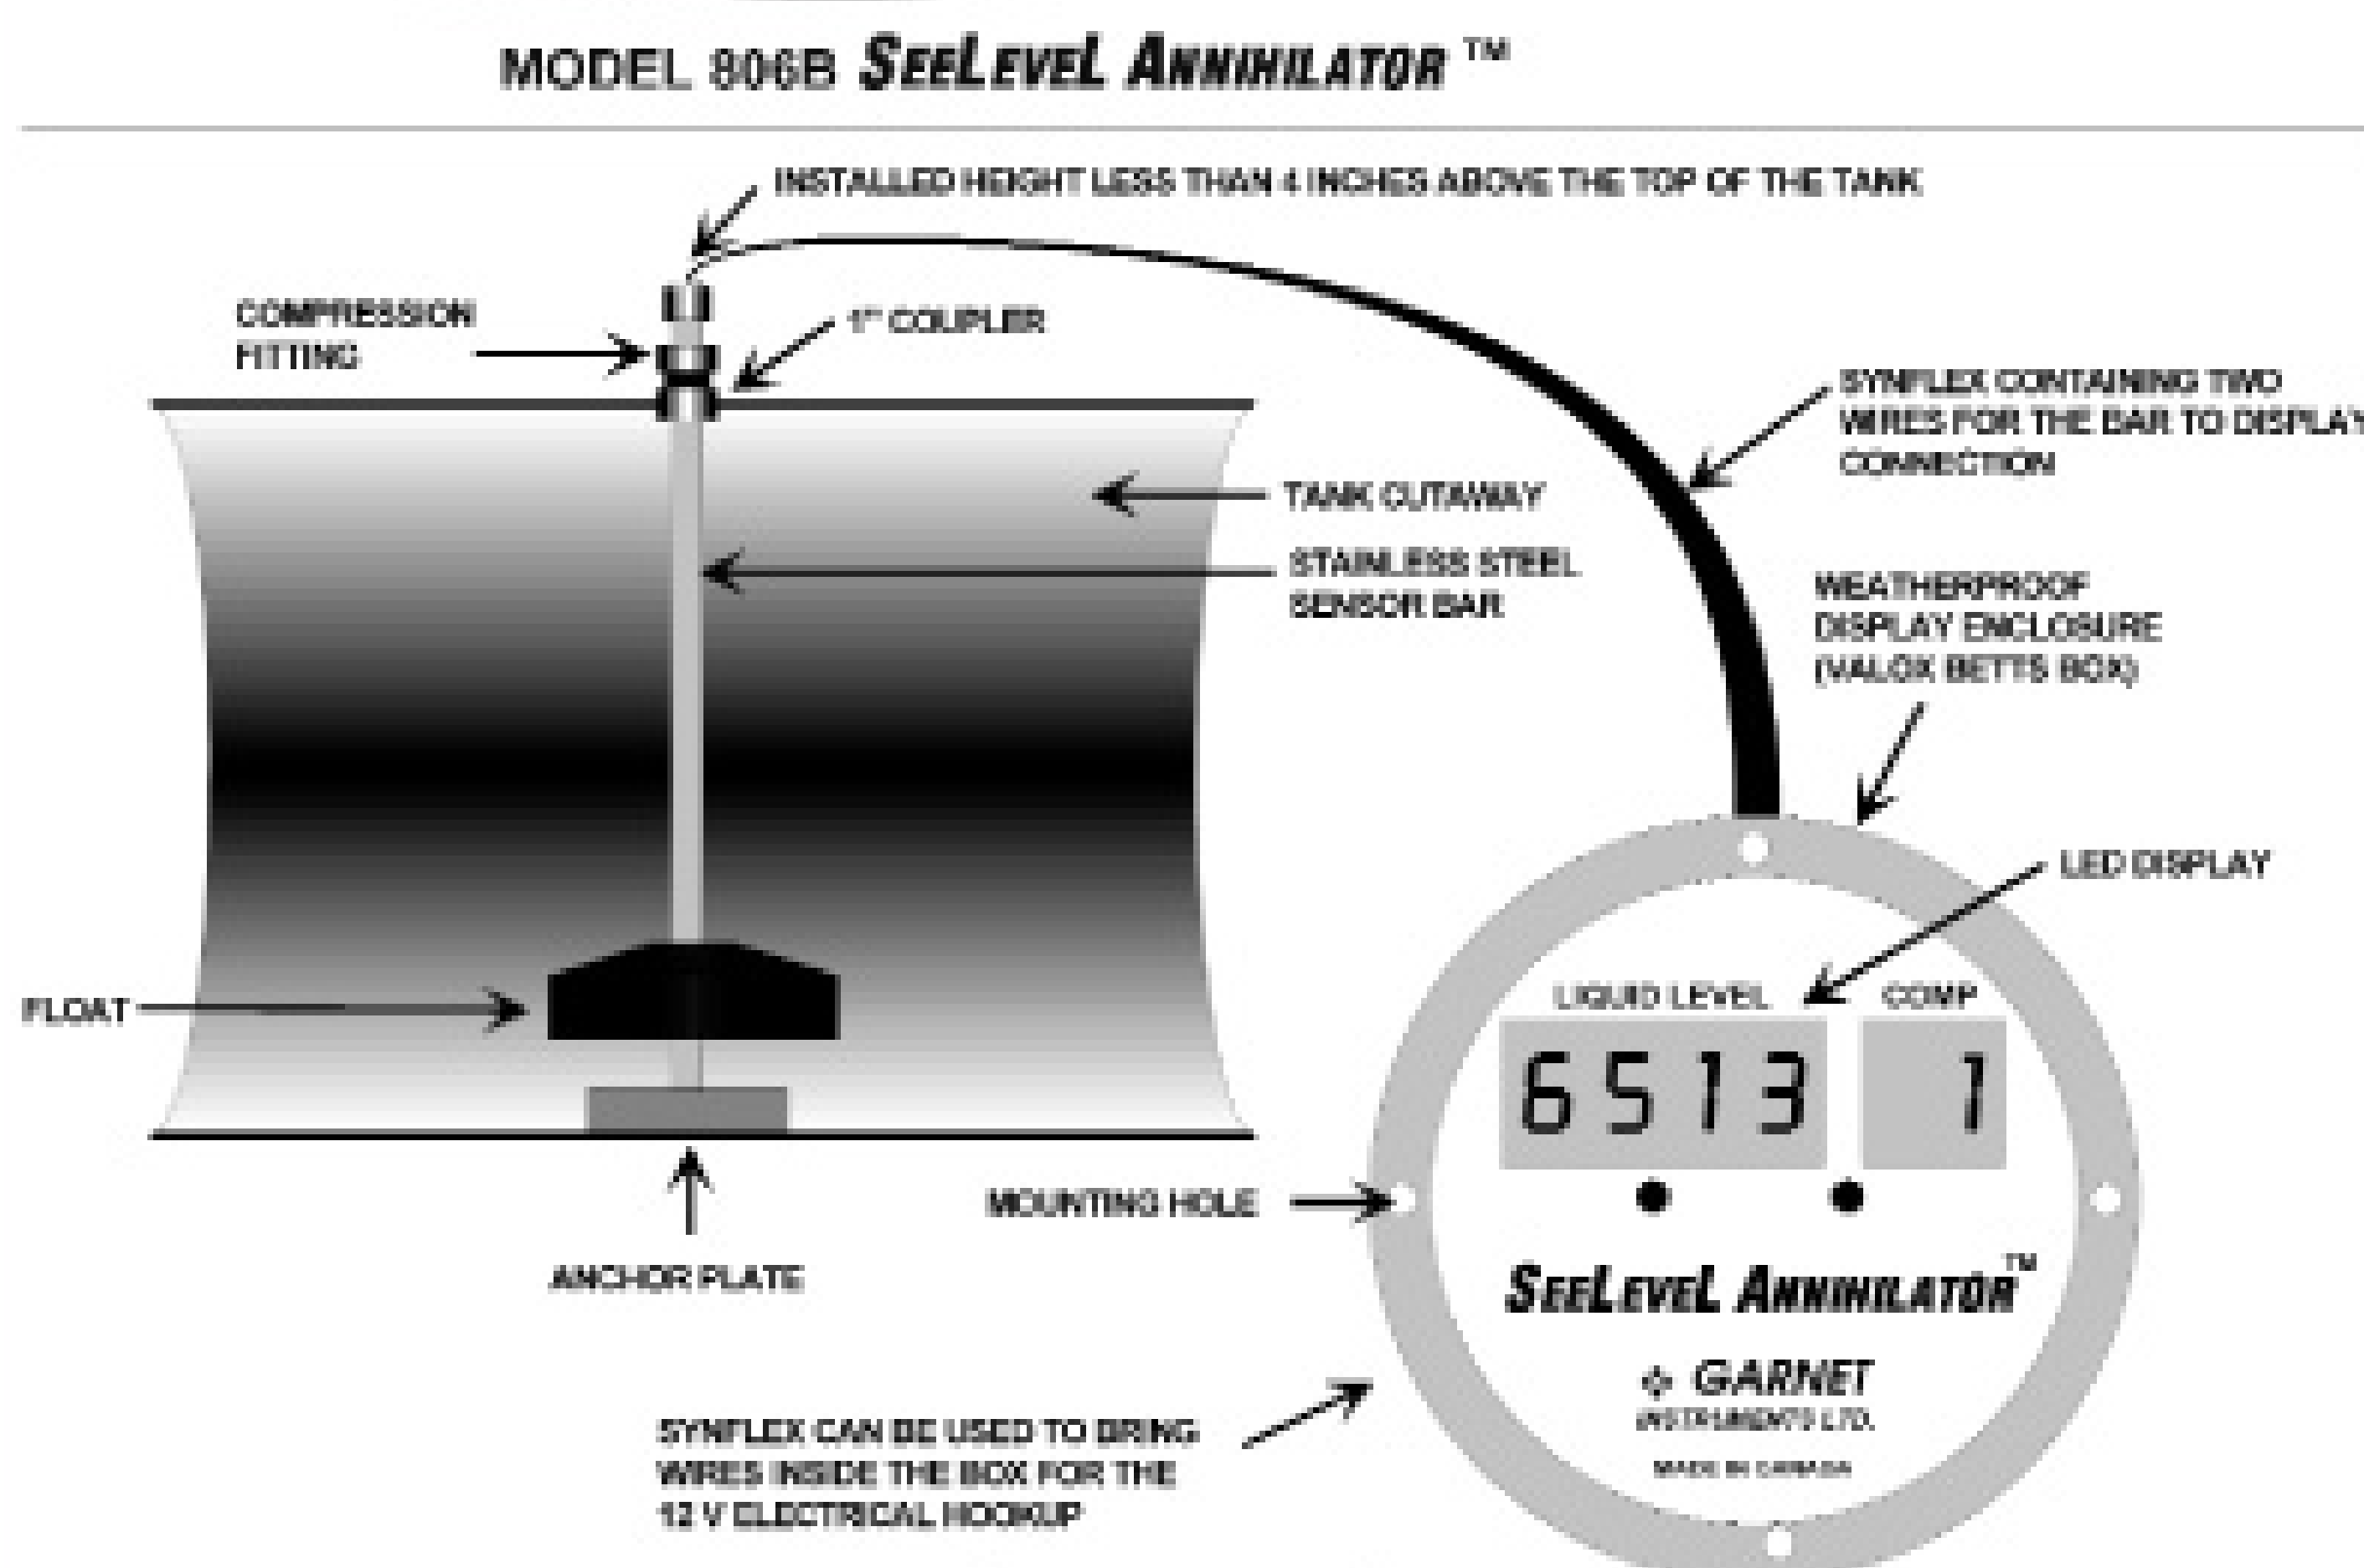 MODEL 806B SEELEVEL ANNIHILATOR ™
INSTALLED HEIGHT LESS THAN 4 INCHES ABOVE THE TOP OF THE TANK
COMPRESSION
FITTING
1" COUPLER
SYNFLEX CONTAINING TWO
WIRES FOR THE BAR TO DISPLAY
CONNECTION
TANK CUTAWAY
STAINLESS STEEL
SENSOR BAR
WEATHERPROOF
DISPLAY ENCLOSURE
(VALOX BETTS BOX)
LED DISPLAY
FLOAT
LIQUID LEVEL COMP
6513 1
MOUNTING HOLE
ANCHOR PLATE
SEELEVEL ANNIHILATOR™
GARNET
INSTRUMENTS LTD.
MADE IN CANADA
SYNFLEX CAN BE USED TO BRING
WIRES INSIDE THE BOX FOR THE
12 V ELECTRICAL HOOKUP